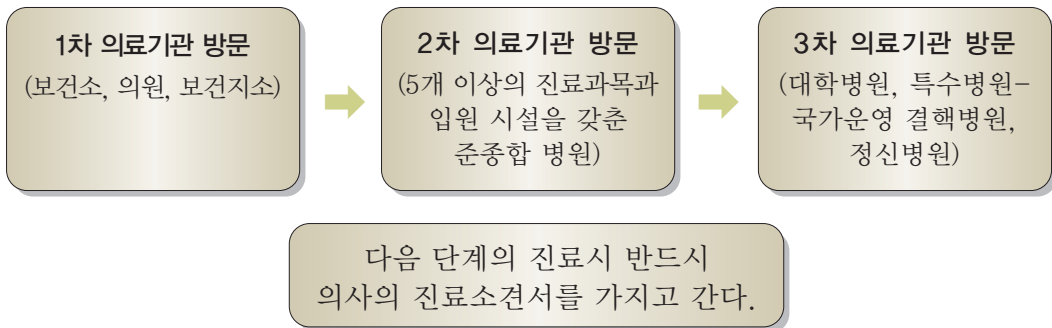 1차 의료기관 방문
(보건소, 의원, 보건지소)
2차 의료기관 방문
(5개 이상의 진료과목과
입원 시설을 갖춘
준종합 병원)
3차 의료기관 방문
(대학병원, 특수병원-
국가운영 결핵병원,
정신병원)
다음 단계의 진료시 반드시
의사의 진료소견서를 가지고 간다.